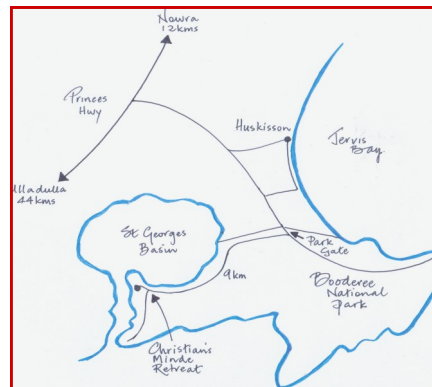 Nowra
12kms
Princes
Hwy
Huskisson
Jervis
Bay
Ulladulla
44kms
St Georges
Basin
Park
Gate
9km
Booderee
National
Park
Christian's
Minde
Retreat